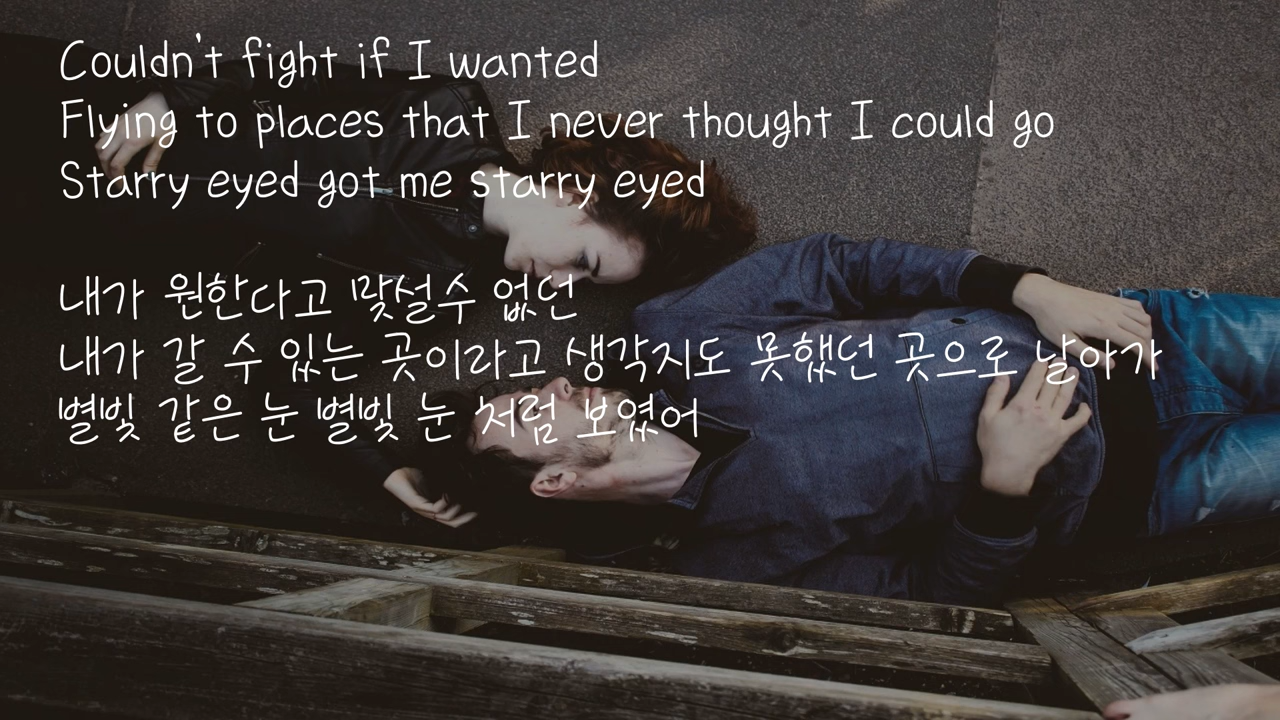 Couldn't fight if I wanted
Flying to places that I never thought I could go
Starry eyed got me starry eyed
내가 원한다고 맞설수 없던
내가 갈 수 있는 곳이라고 생각지도 못했던 곳으로 날아가
별빛 같은 눈 별빛 눈 처럼 보였어